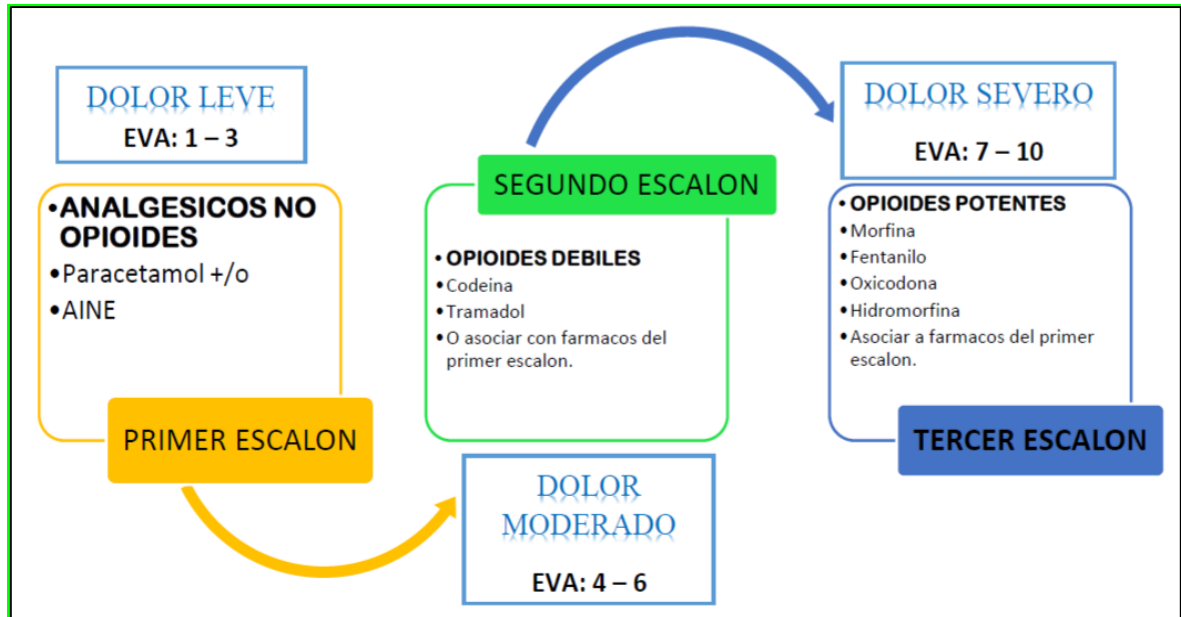 DOLOR LEVE
EVA: 1 – 3
•ANALGESICOS NO
OPIOIDES
•Paracetamol +/o
•AINE
PRIMER ESCALON
SEGUNDO ESCALON
• OPIOIDES DEBILES
•Codeina
•Tramadol
•O asociar con farmacos del
primer escalon.
DOLOR
MODERADO
EVA: 4 – 6
DOLOR SEVERO
EVA: 7 – 10
• OPIOIDES POTENTES
•Morfina
•Fentanilo
•Oxicodona
•Hidromorfina
•Asociar a farmacos del primer
escalon.
TERCER ESCALON